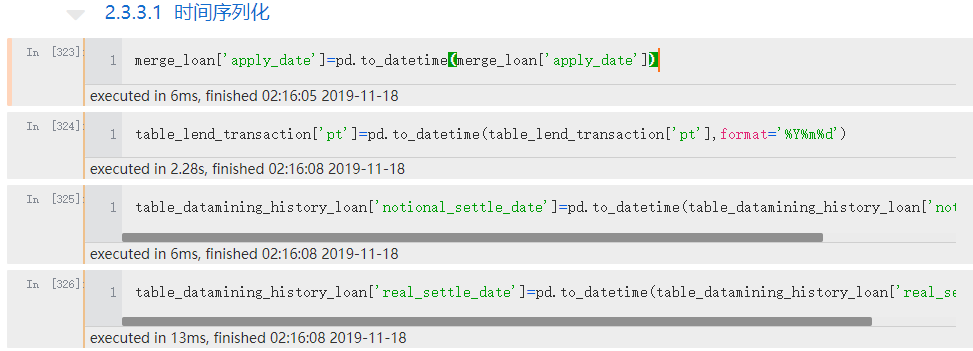 2.3.3.1 时间序列化
In [323]:
1 merge_loan['apply_date']=pd.to_datetime(merge_loan['apply_date'])
executed in 6ms, finished 02:16:05 2019-11-18
In [324]:
1 table_lend_transaction['pt']=pd.to_datetime(table_lend_transaction['pt'],format='%Y%m%d')
executed in 2.28s, finished 02:16:08 2019-11-18
In [325]:
1 table_datamining_history_loan['notional_settle_date']=pd.to_datetime(table_datamining_history_loan['not
executed in 6ms, finished 02:16:08 2019-11-18
In [326]:
1 table_datamining_history_loan['real_settle_date']=pd.to_datetime(table_datamining_history_loan['real_se
executed in 13ms, finished 02:16:08 2019-11-18